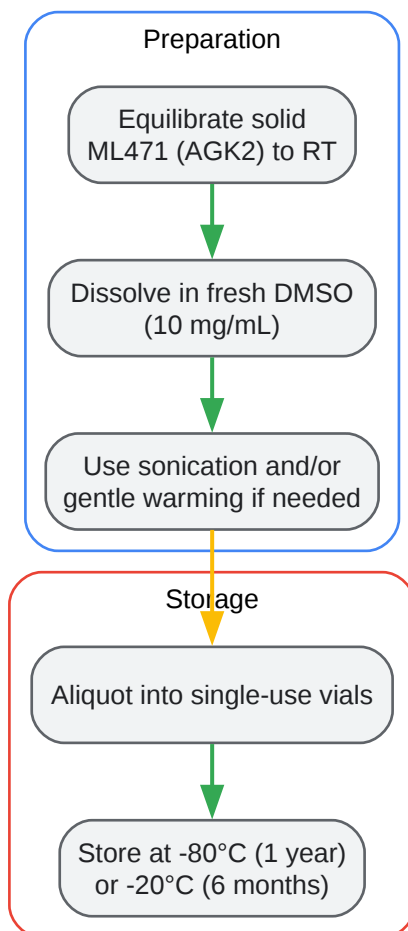 Preparation
Equilibrate solid
ML471 (AGK2) to RT
Dissolve in fresh DMSO
(10 mg/mL)
Use sonication and/or
gentle warming if needed
Storage
Aliquot into single-use vials
Store at -80°C (1 year)
or -20°C (6 months)